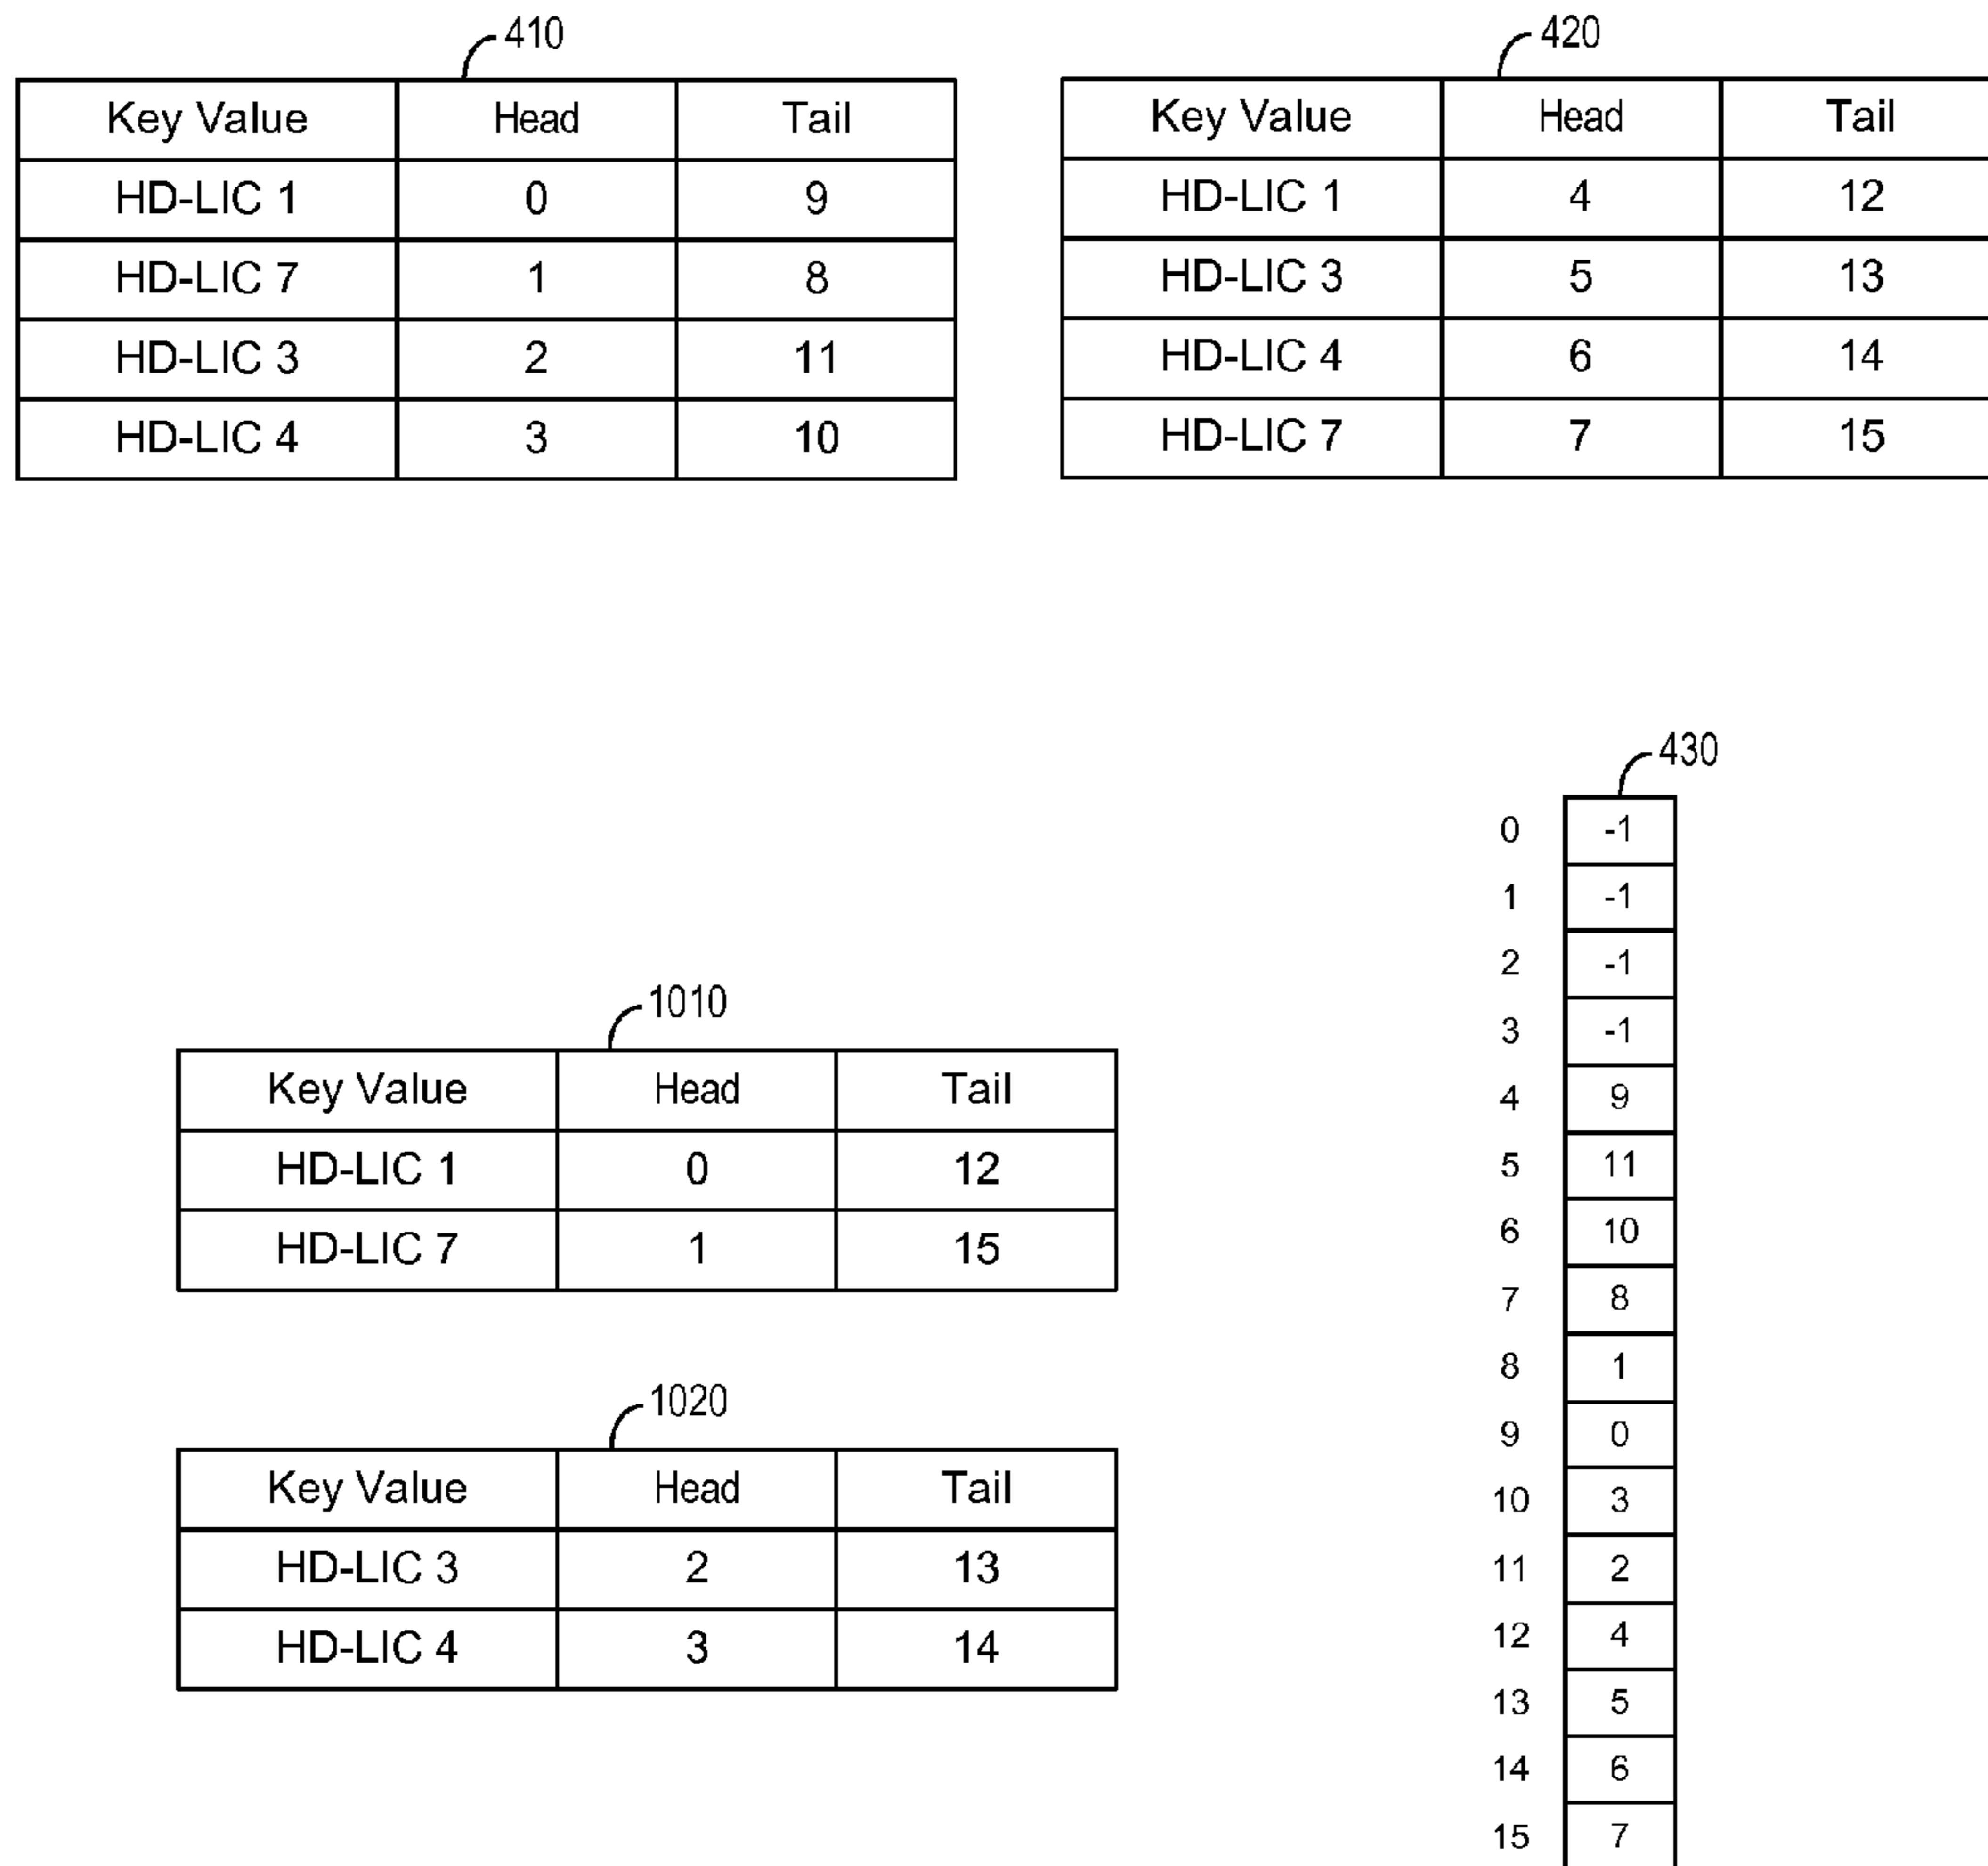 410
Key Value Head Tail
HD-LIC 1 0 9
HD-LIC 7 1 8
HD-LIC 3 2 11
HD-LIC 4 3 10
420
Key Value Head Tail
HD-LIC 1 4 12
HD-LIC 3 5 13
HD-LIC 4 6 14
HD-LIC 7 7 15
1010
Key Value Head Tail
HD-LIC 1 0 12
HD-LIC 7 1 15
1020
Key Value Head Tail
HD-LIC 3 2 13
HD-LIC 4 3 14
430
0 -1
1 -1
2 -1
3 -1
4 9
5 11
6 10
7 8
8 1
9 0
10 3
11 2
12 4
13 5
14 6
15 7